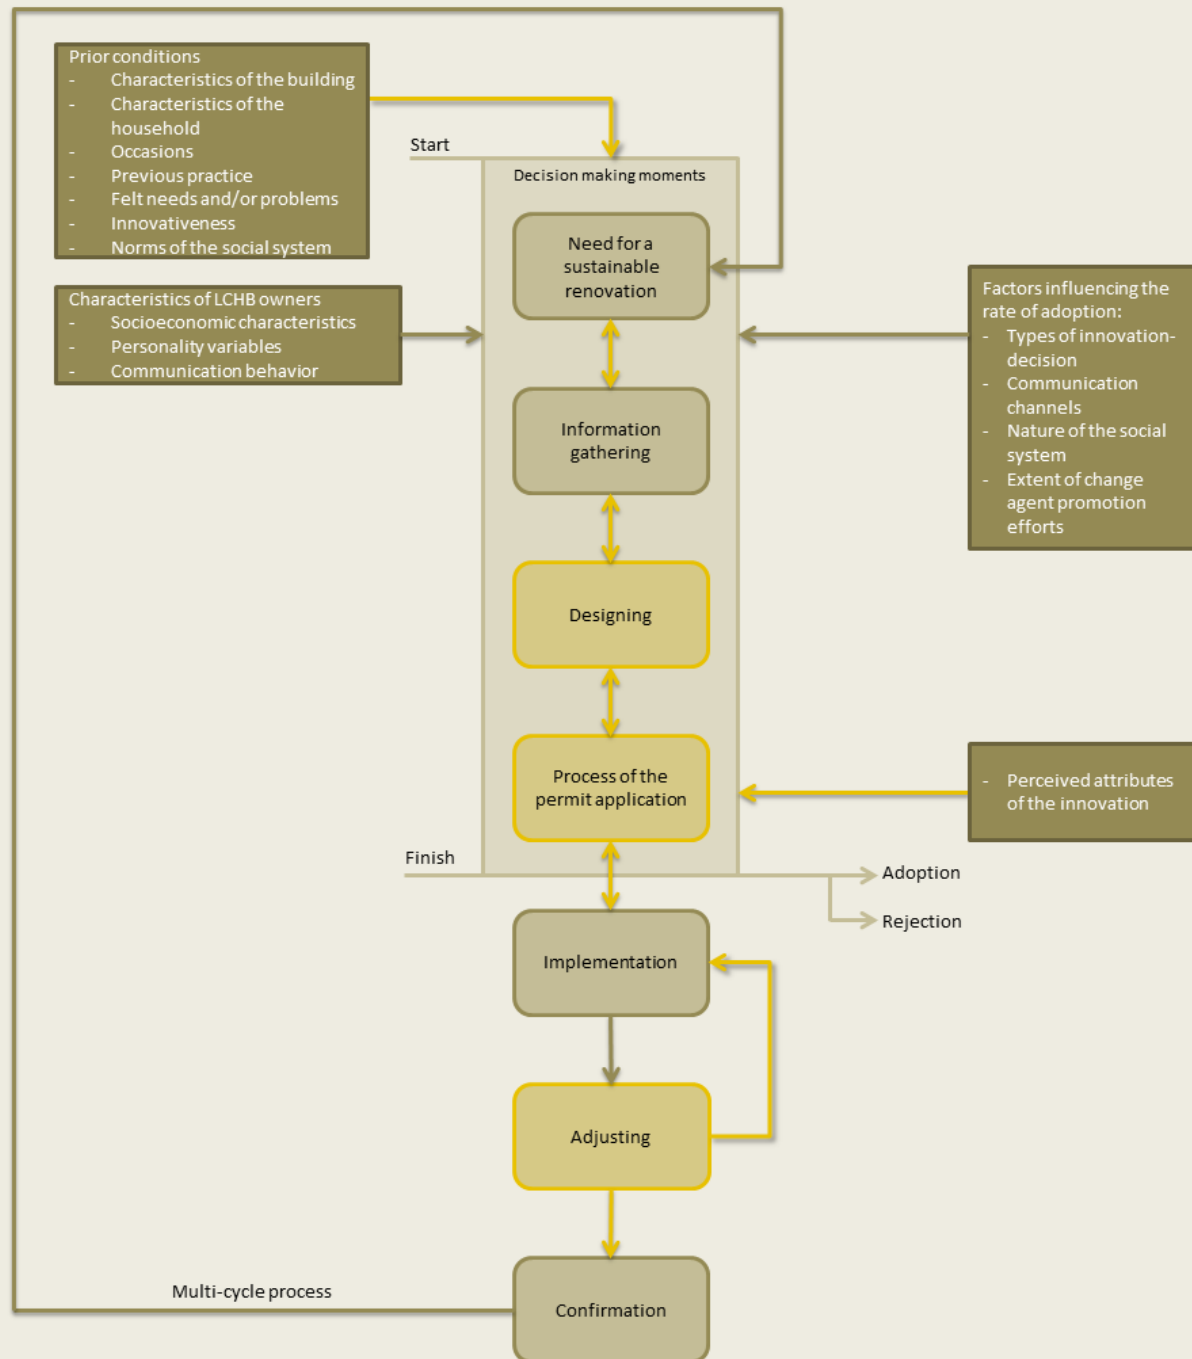 Prior conditions
- Characteristics of the building
- Characteristics of the
household
- Occasions
- Previous practice
- Felt needs and/or problems
- Innovativeness
- Norms of the social system
Characteristics of LCHB owners
- Socioeconomic characteristics
- Personality variables
- Communication behavior
Start
Decision making moments
Need for a
sustainable
renovation
Information
gathering
Designing
Process of the
permit application
Finish
Factors influencing the
rate of adoption:
- Types of innovation-
decision
- Communication
channels
- Nature of the social
system
- Extent of change
agent promotion
efforts
- Perceived attributes
of the innovation
Adoption
Rejection
Implementation
Adjusting
Confirmation
Multi-cycle process